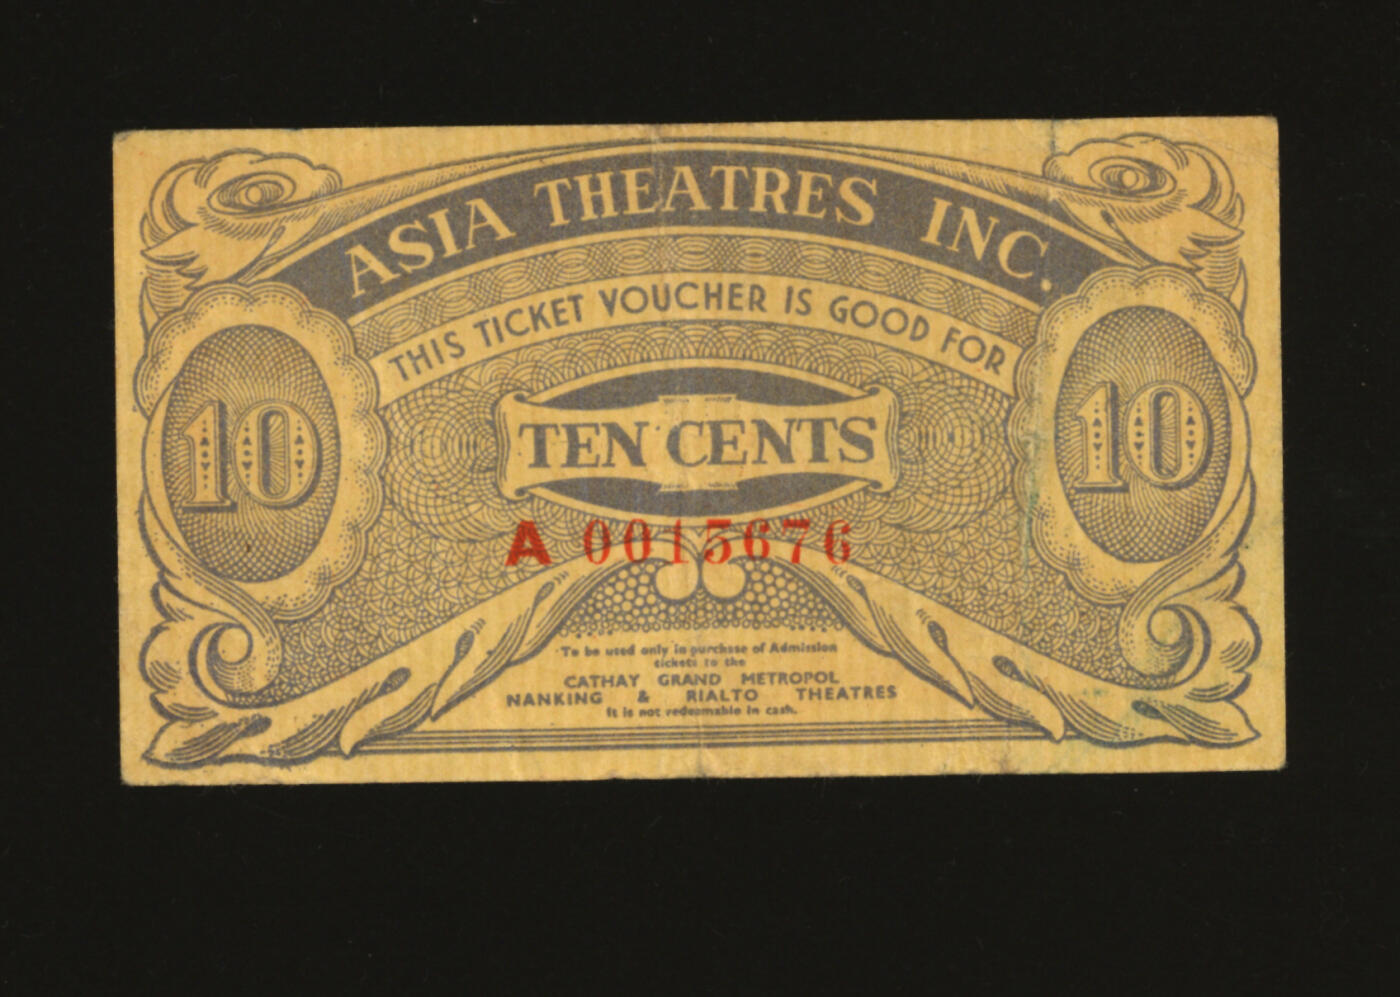 ASIA THEATRES INC.
THIS TICKET VOUCHER IS GOOD FOR
10
TEN CENTS
10
A 0015676
To be used only in purchase of Admission
tickets to the
CATHAY GRAND METROPOL
NANKING & RIALTO THEATRES
It is not redeemable in cash.